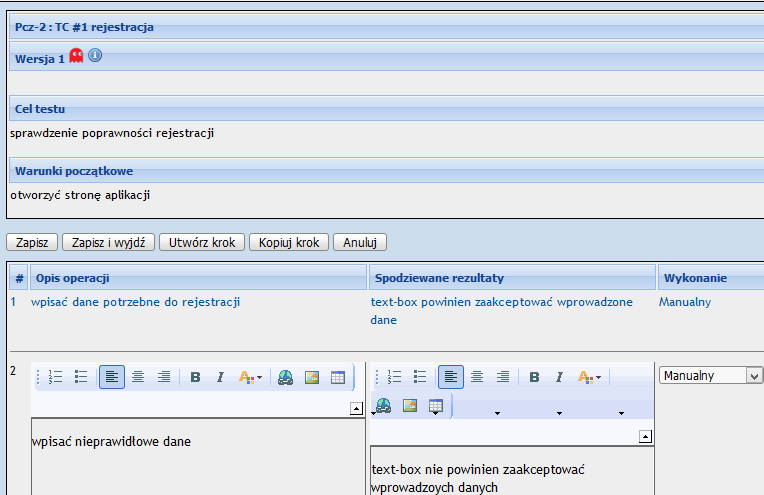 Pcz-2 : TC #1 rejestracja
Wersja 1
Cel testu
sprawdzenie poprawności rejestracji
Warunki początkowe
otworzyć stronę aplikacji
Zapisz Zapisz i wyjdź Utwórz krok Kopiuj krok Anuluj
# Opis operacji Spodziewane rezultaty Wykonanie
1 wpisać dane potrzebne do rejestracji text-box powinien zaakceptować wprowadzone Manualny
dane
2 Manualny
wpisać nieprawidłowe dane
text-box nie powinien zaakceptować
wprowadzoych danych